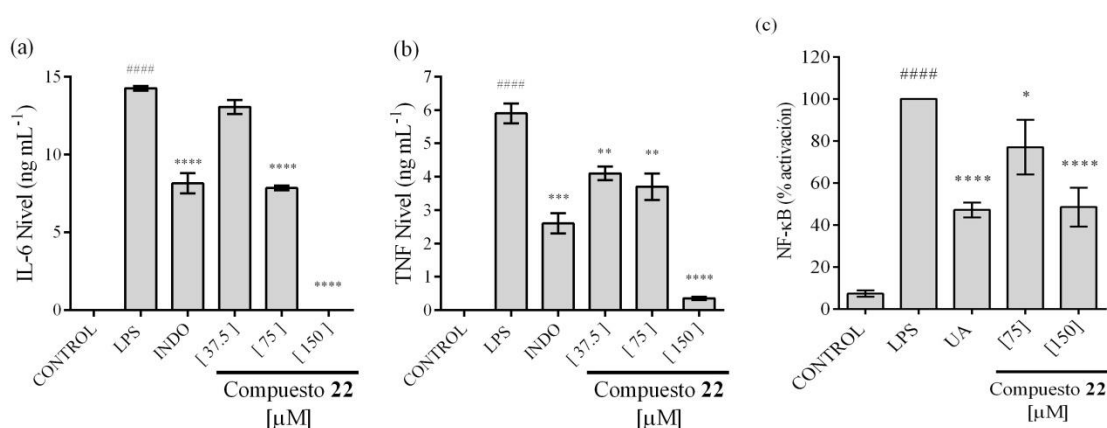 (a)
####
15
10
5
0
IL-6 Nivel (ng mL⁻¹)
****
****
****
CONTROL
LPS
INDO
[ 37.5 ]
[ 75 ]
[ 150 ]
Compuesto 22
[µM]
(b)
####
7
6
5
4
3
2
1
0
TNF Nivel (ng mL⁻¹)
***
**
**
****
CONTROL
LPS
INDO
[ 37.5 ]
[ 75 ]
[ 150 ]
Compuesto 22
[µM]
(c)
####
120
100
80
60
40
20
0
NF-κB (% activación)
****
*
****
CONTROL
LPS
UA
[75]
[150]
Compuesto 22
[µM]